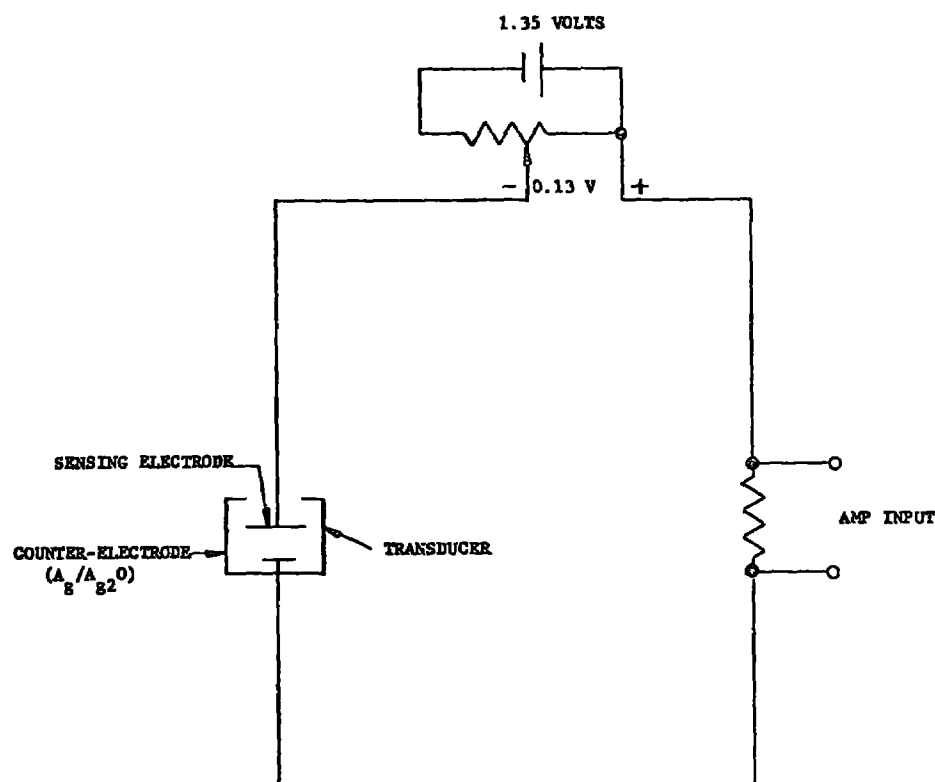 1.35 VOLTS
- 0.13 V +
SENSING ELECTRODE
AMP INPUT
COUNTER-ELECTRODE
(Ag/Ag2O)
TRANSDUCER